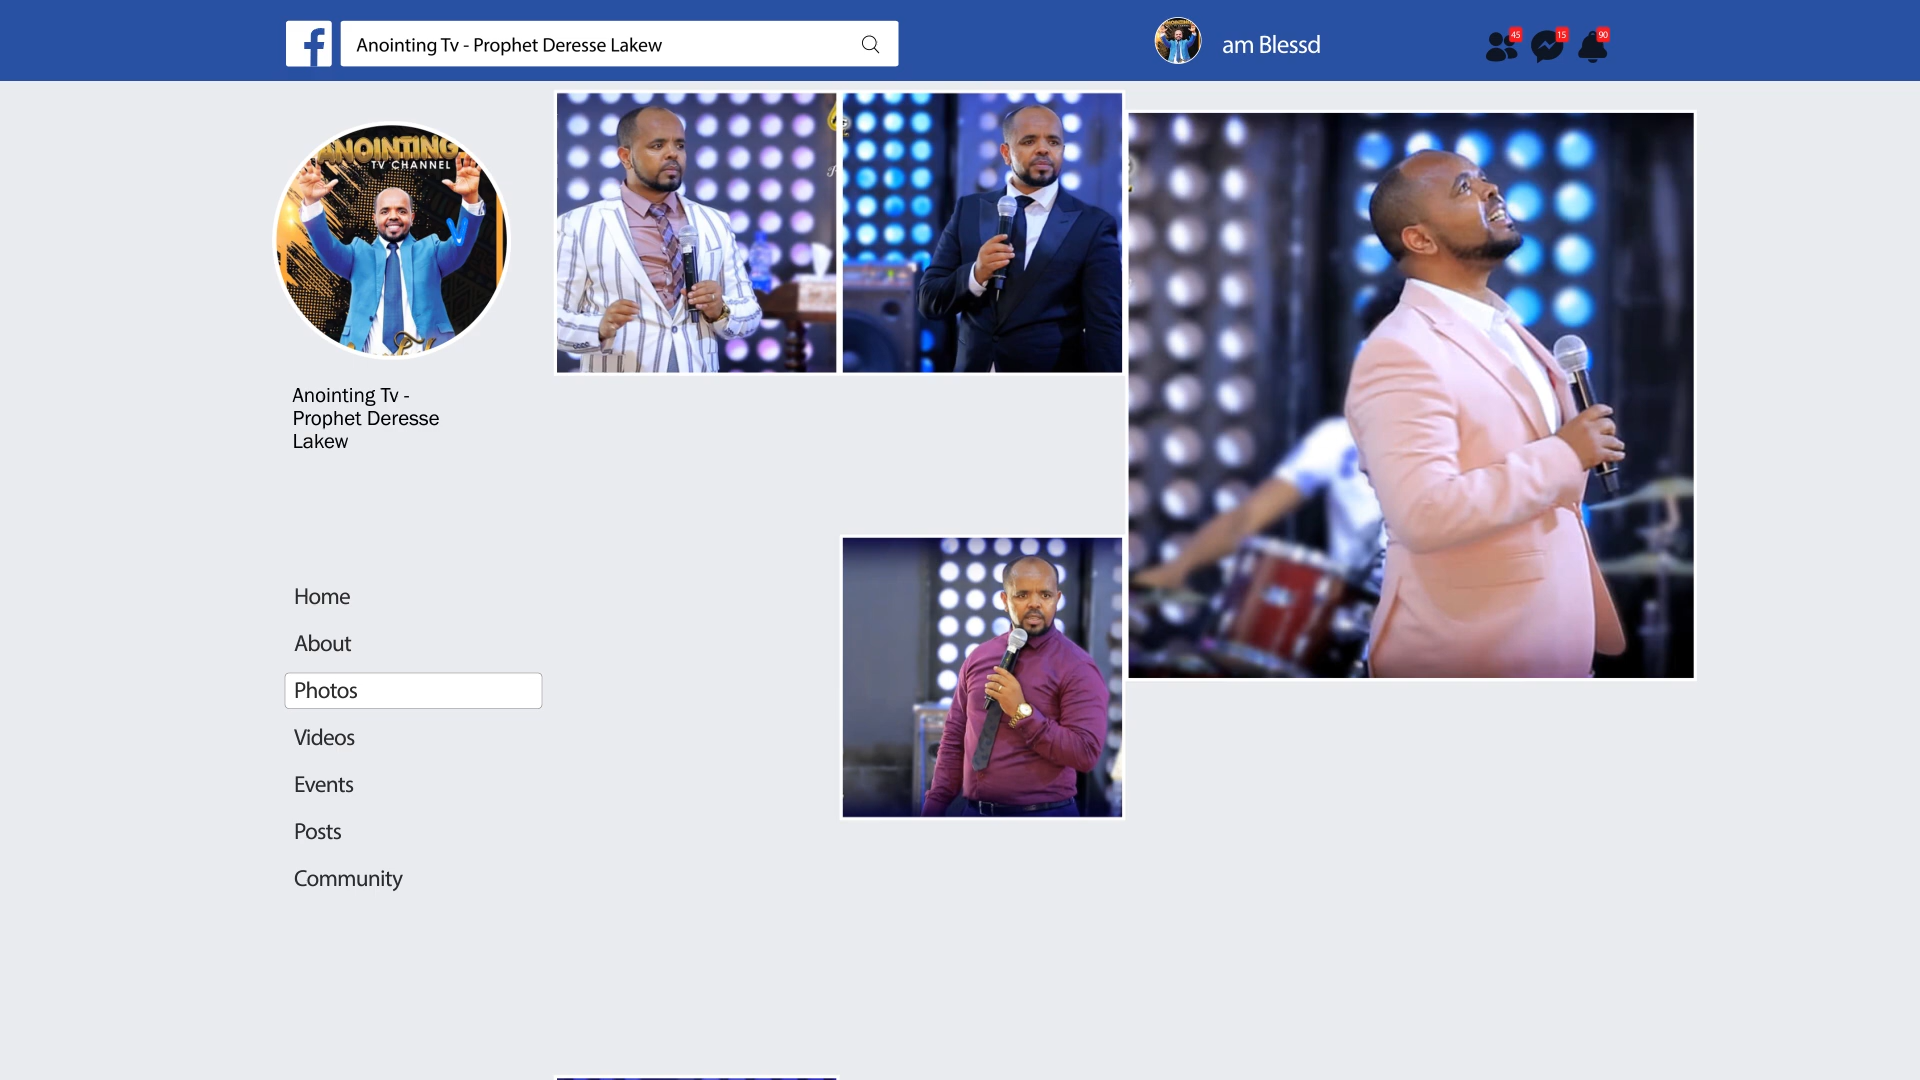 Anointing Tv - Prophet Deresse Lakew
am Blessd
45
15
90
ANOINTING
TV CHANNEL
Anointing Tv -
Prophet Deresse
Lakew
Home
About
Photos
Videos
Events
Posts
Community